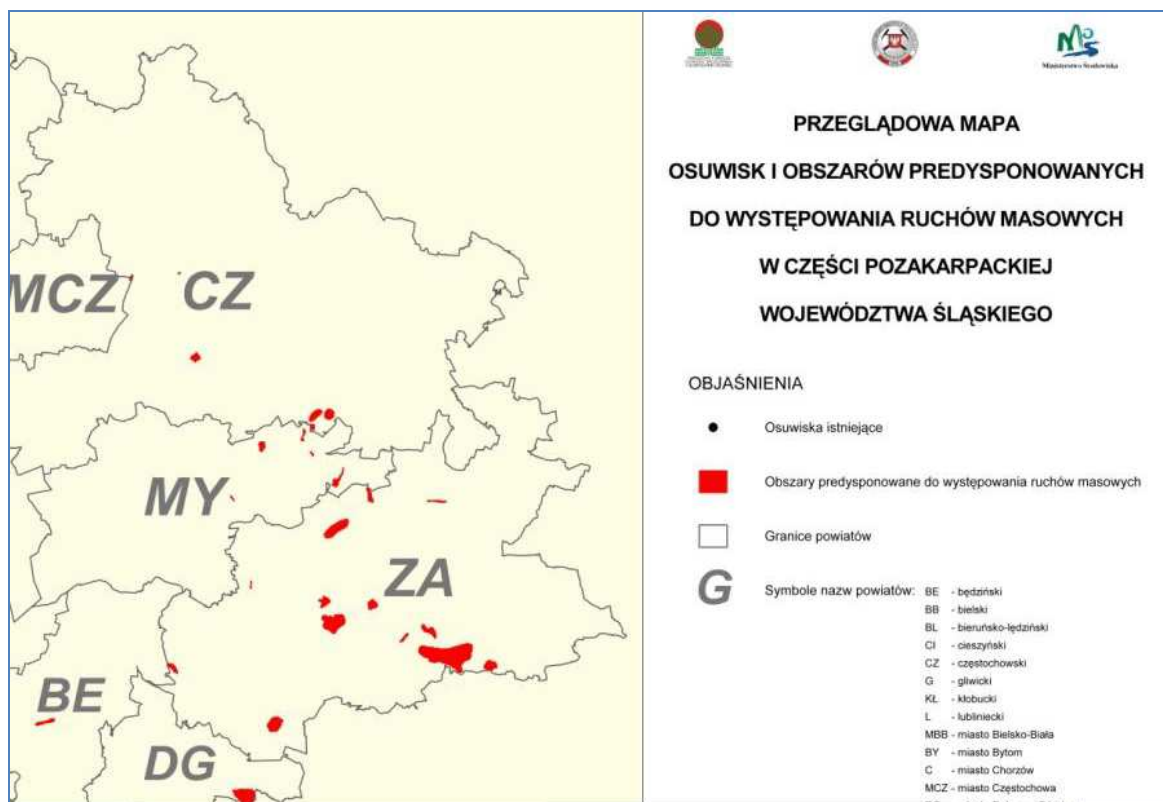 Ministerstwo Środowiska
PRZEGLĄDOWA MAPA
OSUWISK I OBSZARÓW PREDYSPONOWANYCH
DO WYSTĘPOWANIA RUCHÓW MASOWYCH
W CZĘŚCI POZAKARPACKIEJ
WOJEWÓDZTWA ŚLĄSKIEGO
MCZ
CZ
MY
ZA
BE
DG
OBJAŚNIENIA
Osuwiska istniejące
Obszary predysponowane do występowania ruchów masowych
Granice powiatów
G
Symbole nazw powiatów:
BE - będziński
BB - bielski
BL - bieruńsko-lędziński
CI - cieszyński
CZ - częstochowski
G - gliwicki
KŁ - kłobucki
L - lubliniecki
MBB - miasto Bielsko-Biała
BY - miasto Bytom
C - miasto Chorzów
MCZ - miasto Częstochowa